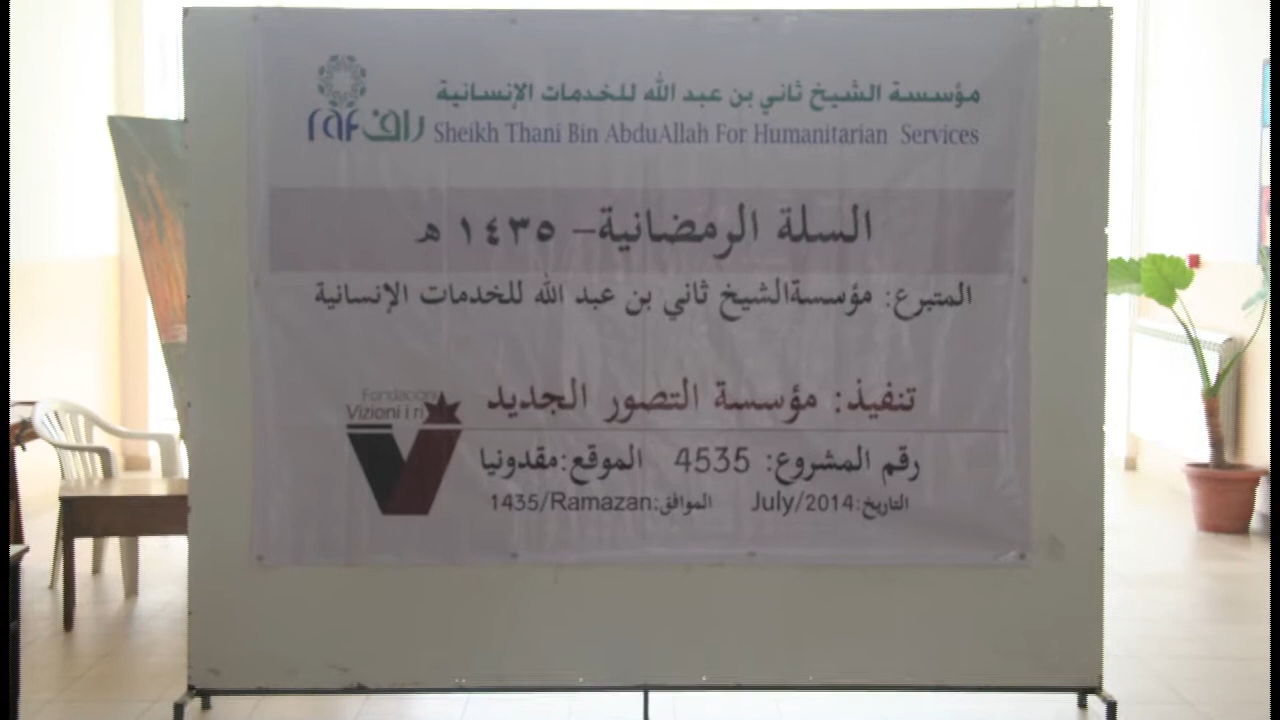 مؤسسة الشيخ ثاني بن عبد الله للخدمات الإنسانية
raf راف
Sheikh Thani Bin AbduAllah For Humanitarian Services
السلة الرمضانية– ١٤٣٥ هـ
المتبرع: مؤسسةالشيخ ثاني بن عبد الله للخدمات الإنسانية
تنفيذ: مؤسسة التصور الجديد
Fondacioni
Vizioni i ri
رقم المشروع: 4535 الموقع:مقدونيا
التاريخ:July/2014 الموافق:1435/Ramazan